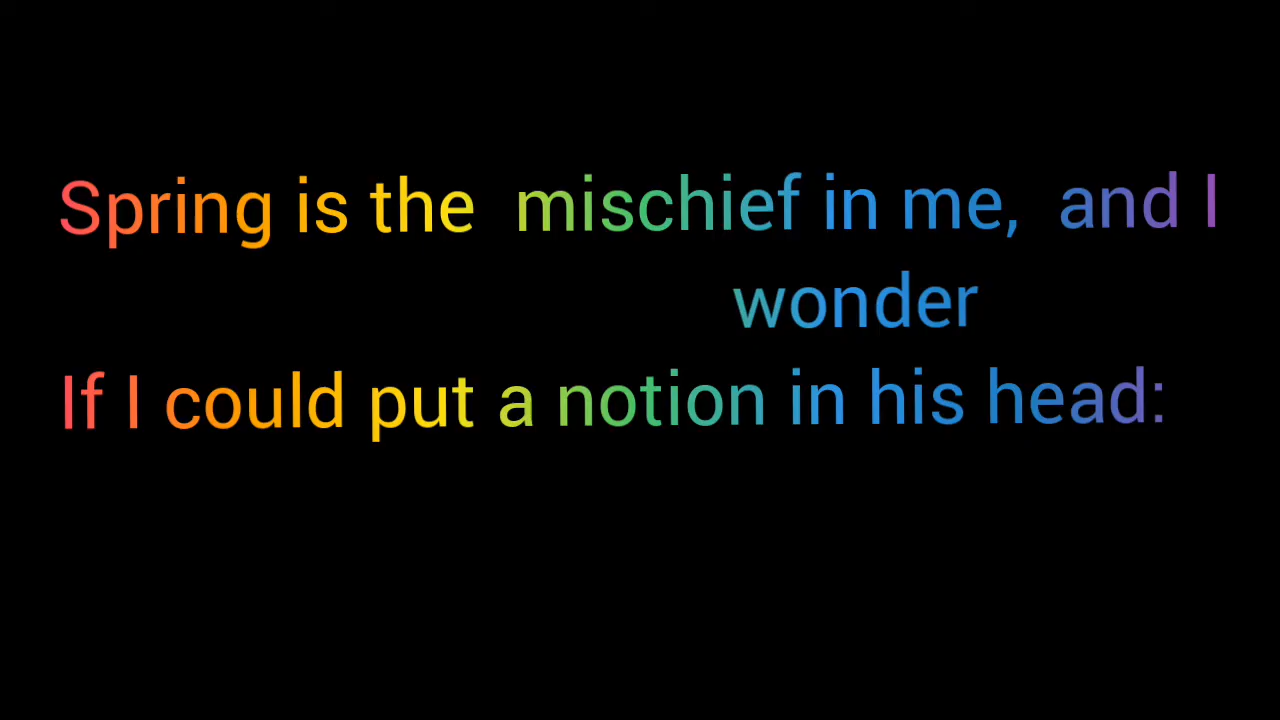 Spring is the mischief in me, and I
wonder
If I could put a notion in his head: